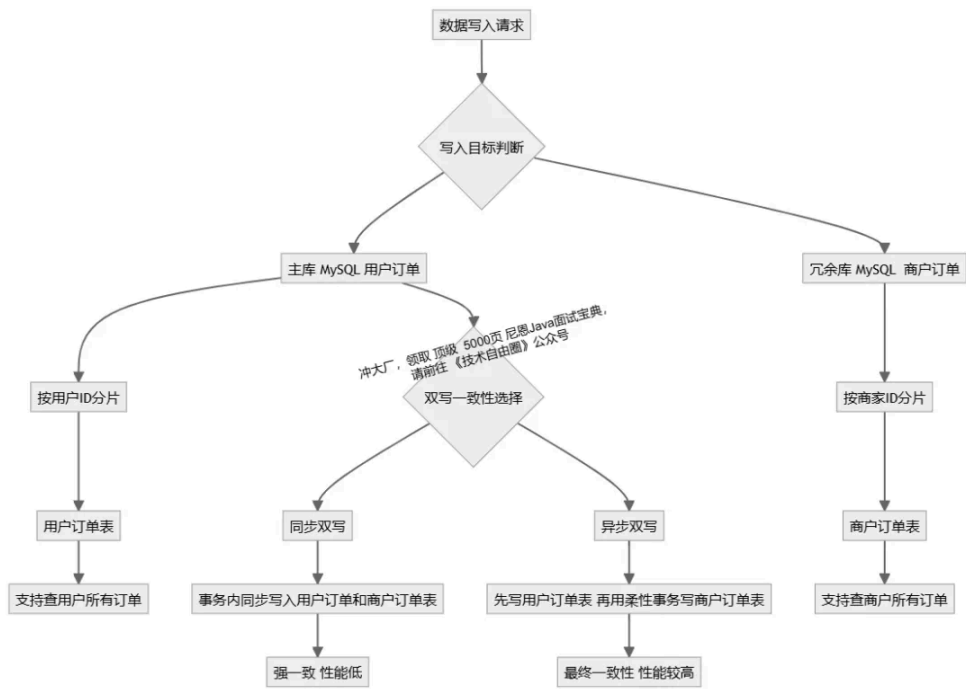 数据写入请求
写入目标判断
主库 MySQL 用户订单
冗余库 MySQL 商户订单
冲大厂，领取 顶级 5000页 尼恩Java面试宝典，
请前往 《技术自由圈》公众号
按用户ID分片
双写一致性选择
按商家ID分片
用户订单表
同步双写
异步双写
商户订单表
支持查用户所有订单
事务内同步写入用户订单和商户订单表
先写用户订单表 再用柔性事务写商户订单表
支持查商户所有订单
强一致 性能低
最终一致性 性能较高